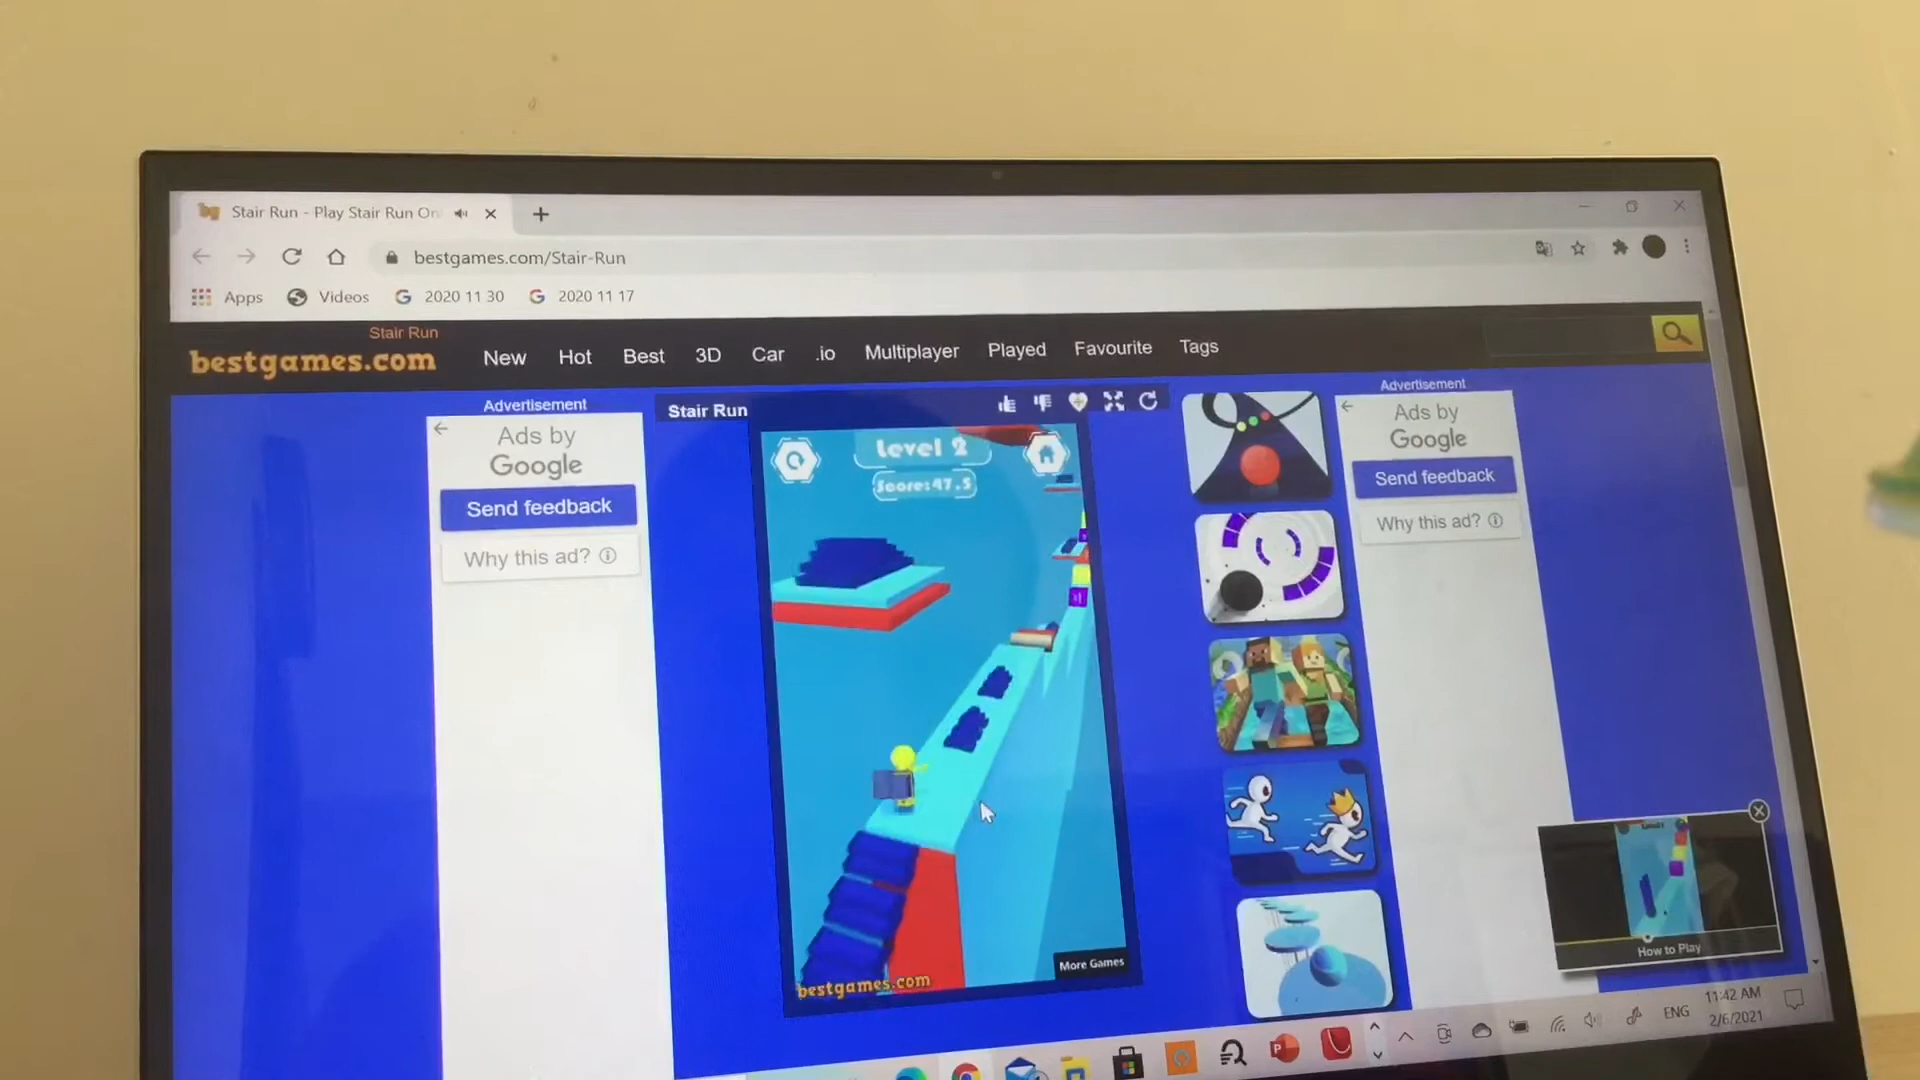 Stair Run - Play Stair Run On
bestgames.com/Stair-Run
Apps
Videos
2020 11 30
2020 11 17
Stair Run
bestgames.com
New
Hot
Best
3D
Car
.io
Multiplayer
Played
Favourite
Tags
Advertisement
Ads by
Google
Send feedback
Why this ad?
Stair Run
Level 2
Score:47.5
x1
bestgames.com
More Games
Advertisement
Ads by
Google
Send feedback
Why this ad?
How to Play
ENG
11:42 AM
2/6/2021